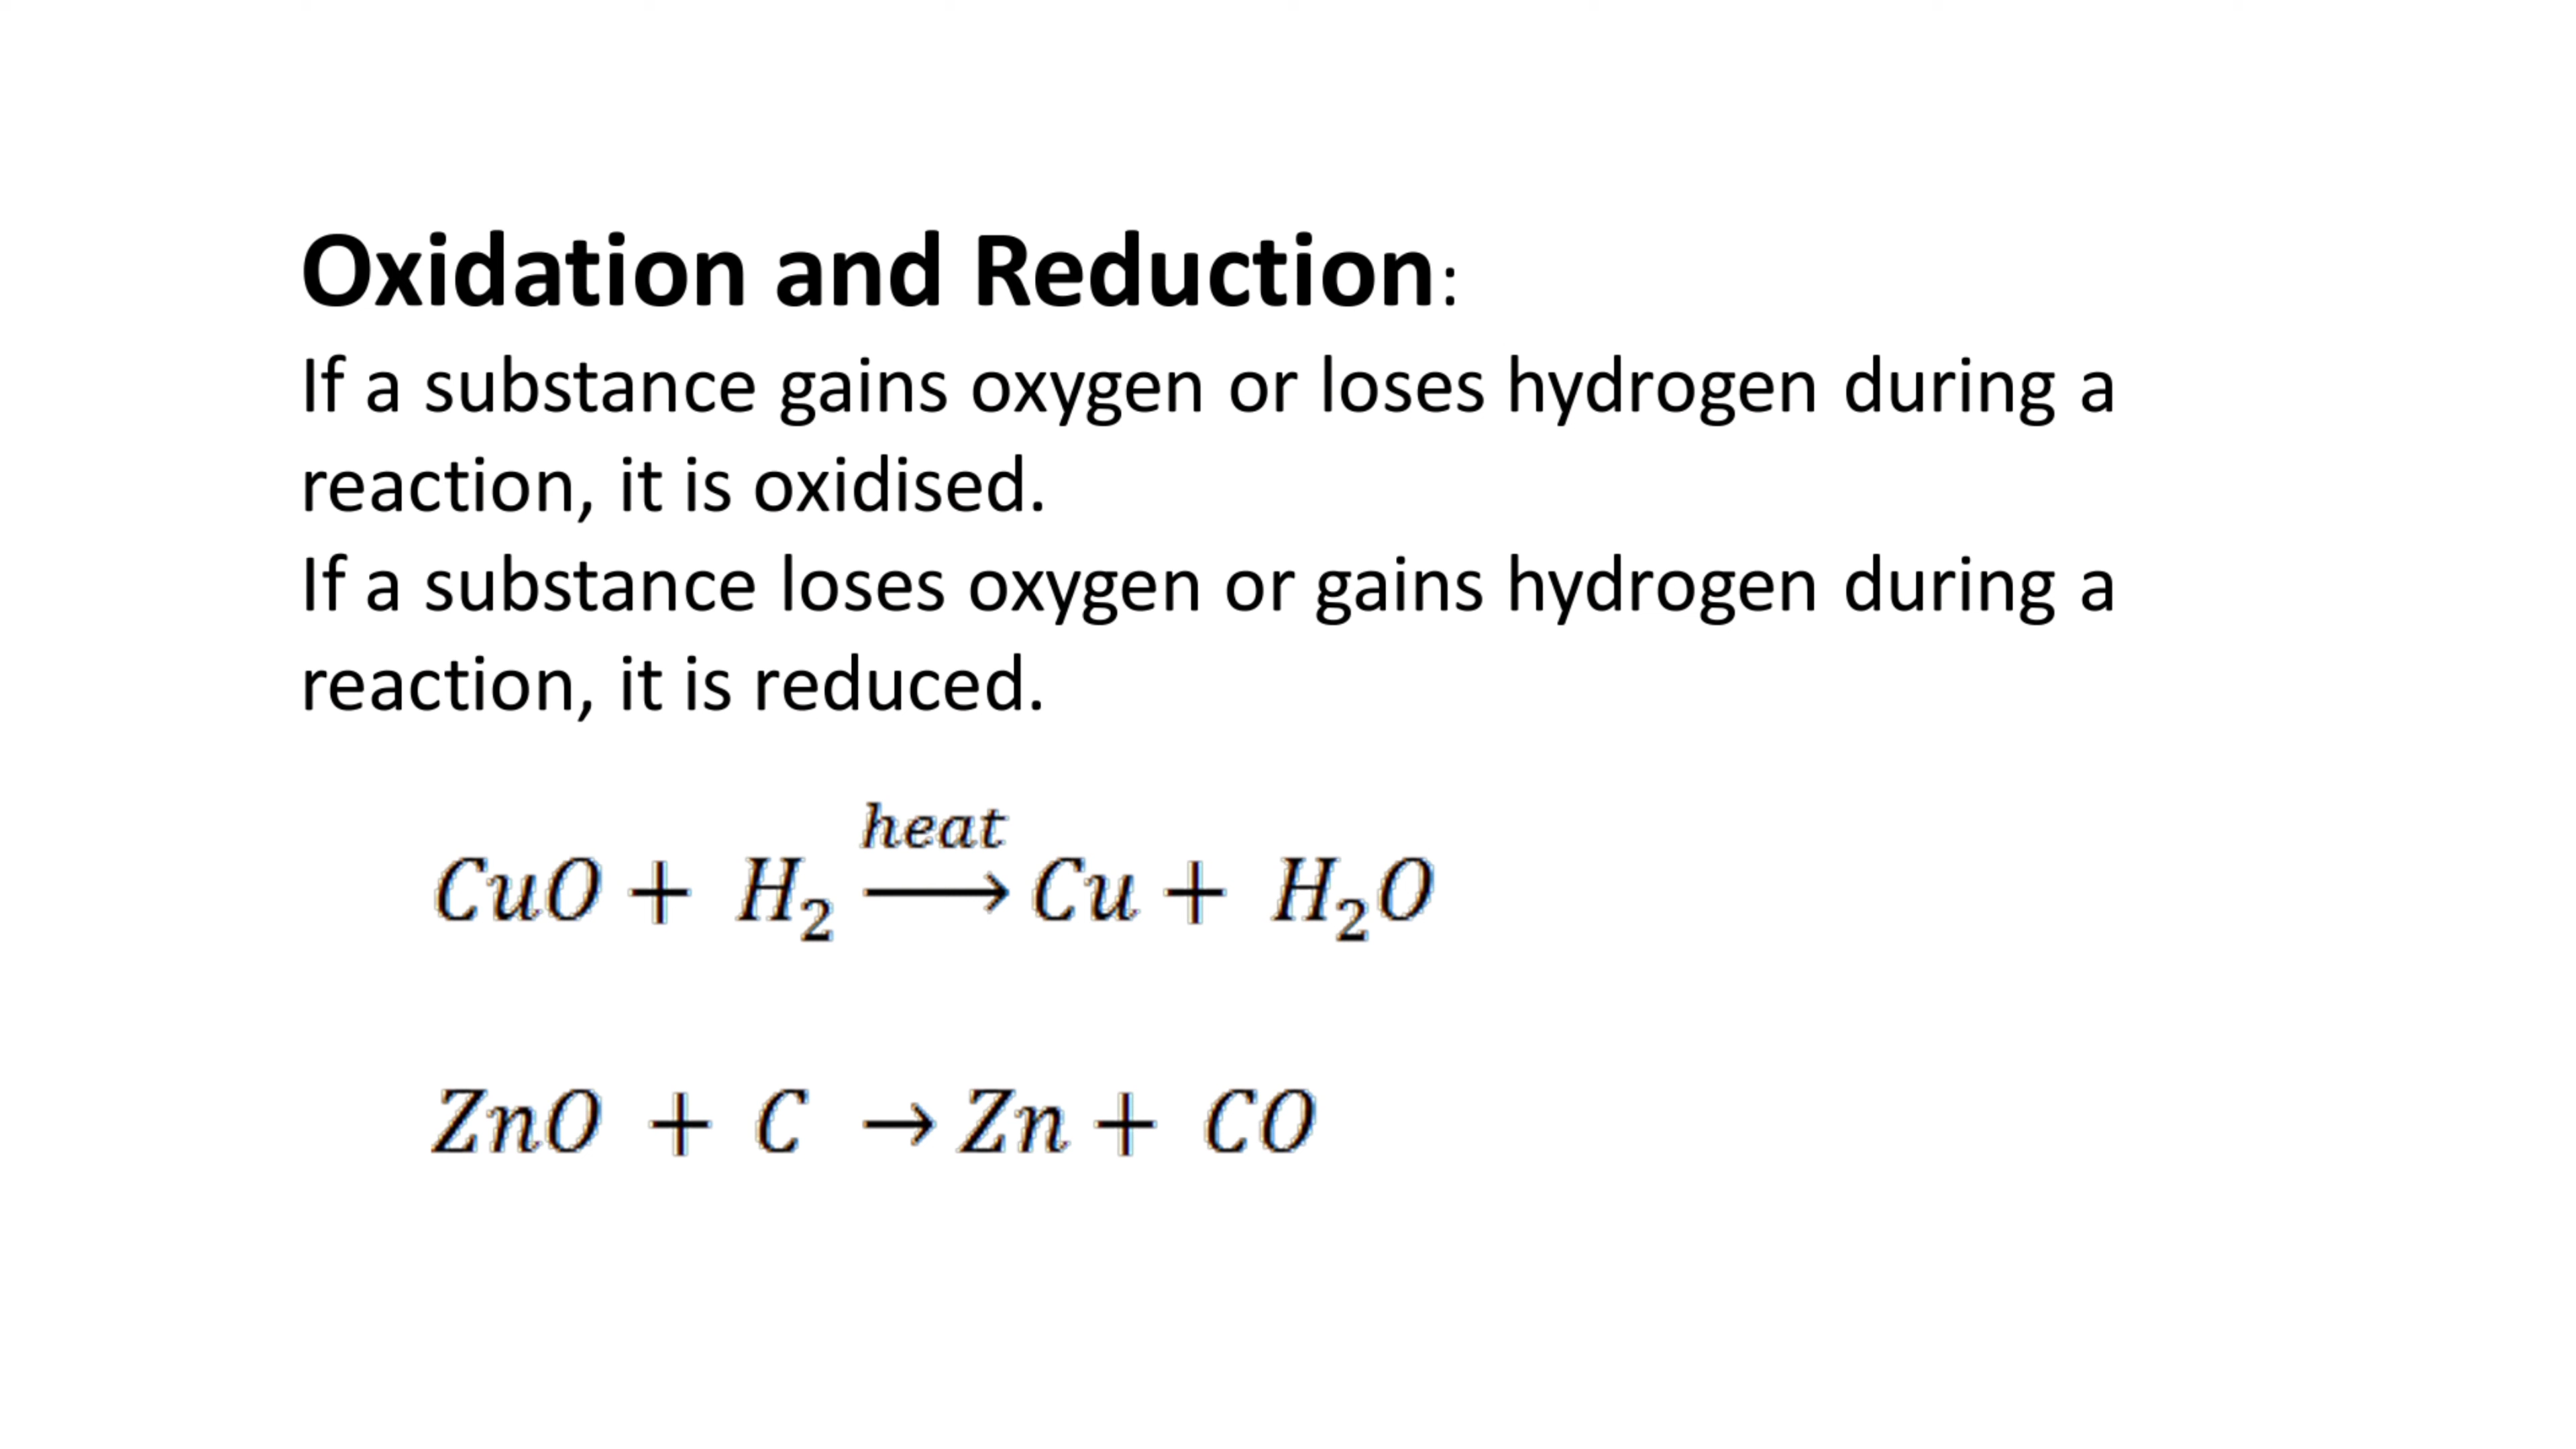 Oxidation and Reduction:
If a substance gains oxygen or loses hydrogen during a
reaction, it is oxidised.
If a substance loses oxygen or gains hydrogen during a
reaction, it is reduced.
heat
CuO + H₂ ⟶ Cu + H₂O
ZnO + C → Zn + CO